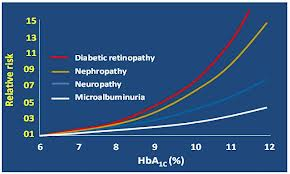 Relative risk
15
13
11
09
07
05
03
01
Diabetic retinopathy
Nephropathy
Neuropathy
Microalbuminuria
6 7 8 9 10 11 12
HbA1C (%)